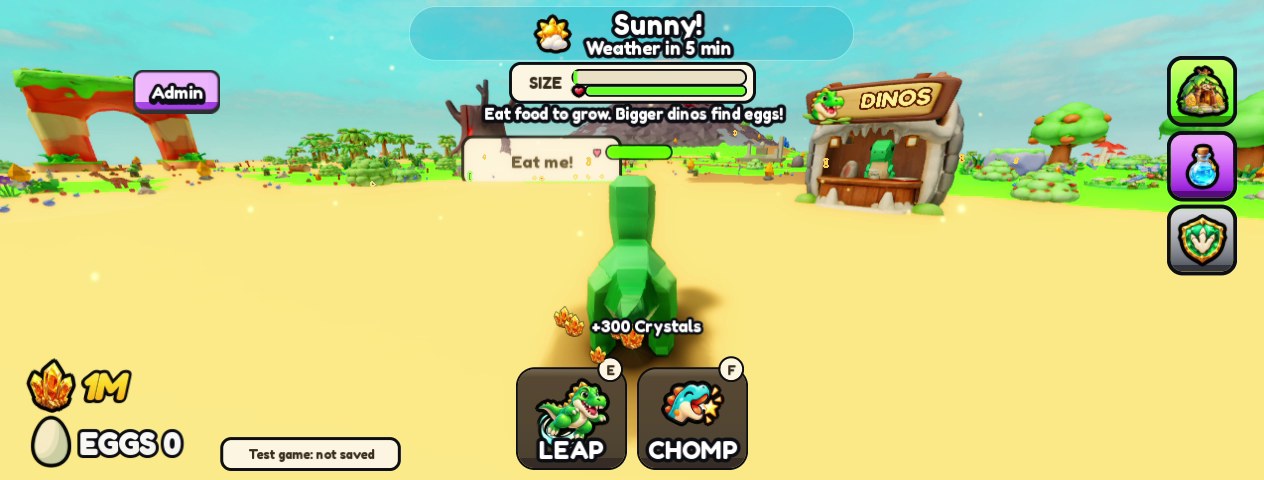 Sunny!
Weather in 5 min
Admin
SIZE
Eat food to grow. Bigger dinos find eggs!
DINOS
Eat me!
+300 Crystals
1M
EGGS 0
Test game: not saved
E
LEAP
F
CHOMP